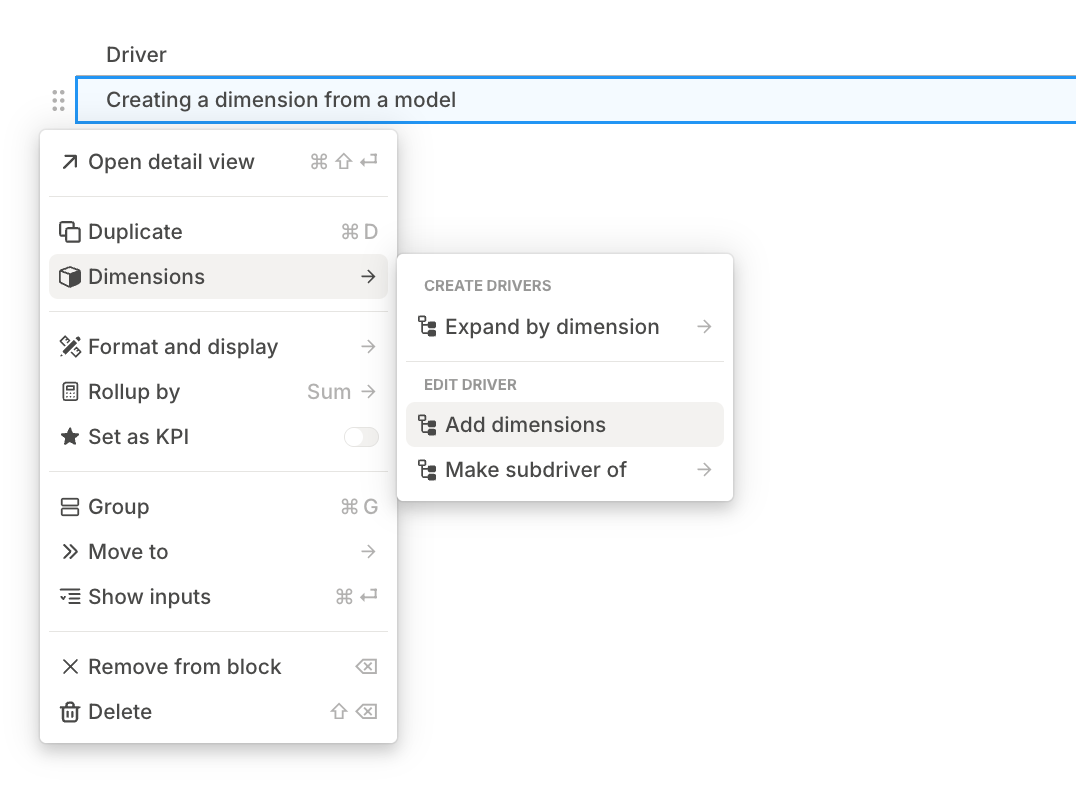 Driver
Creating a dimension from a model
Open detail view ⌘ ⇧ ⏎
Duplicate ⌘ D
Dimensions →
Format and display →
Rollup by Sum →
Set as KPI
Group ⌘ G
Move to →
Show inputs ⌘ ⏎
Remove from block ⌫
Delete ⇧ ⌫
CREATE DRIVERS
Expand by dimension →
EDIT DRIVER
Add dimensions
Make subdriver of →